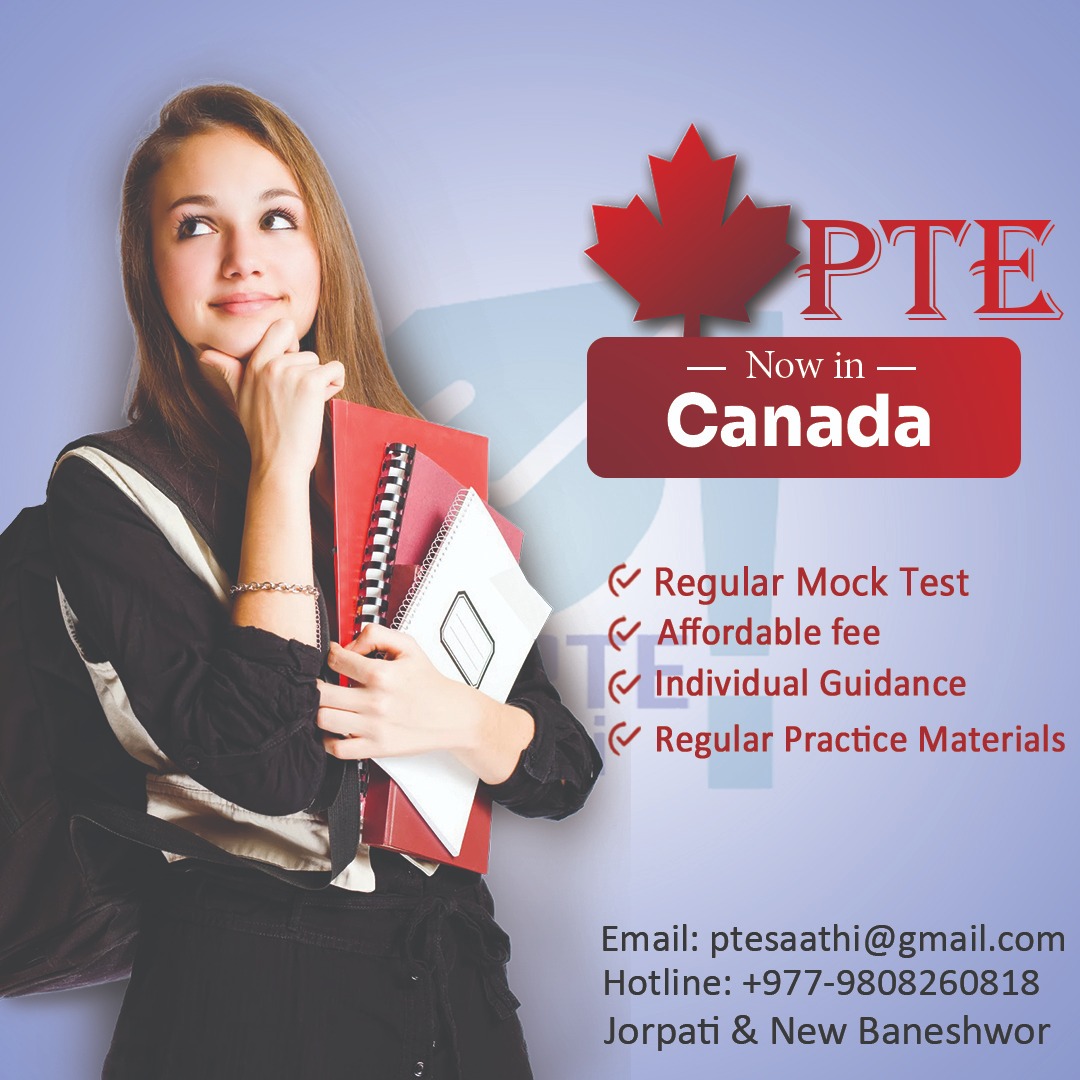 PTE
Now in
Canada
Regular Mock Test
Affordable fee
Individual Guidance
Regular Practice Materials
PTE
Email: ptesaathi@gmail.com
Hotline: +977-9808260818
Jorpati & New Baneshwor